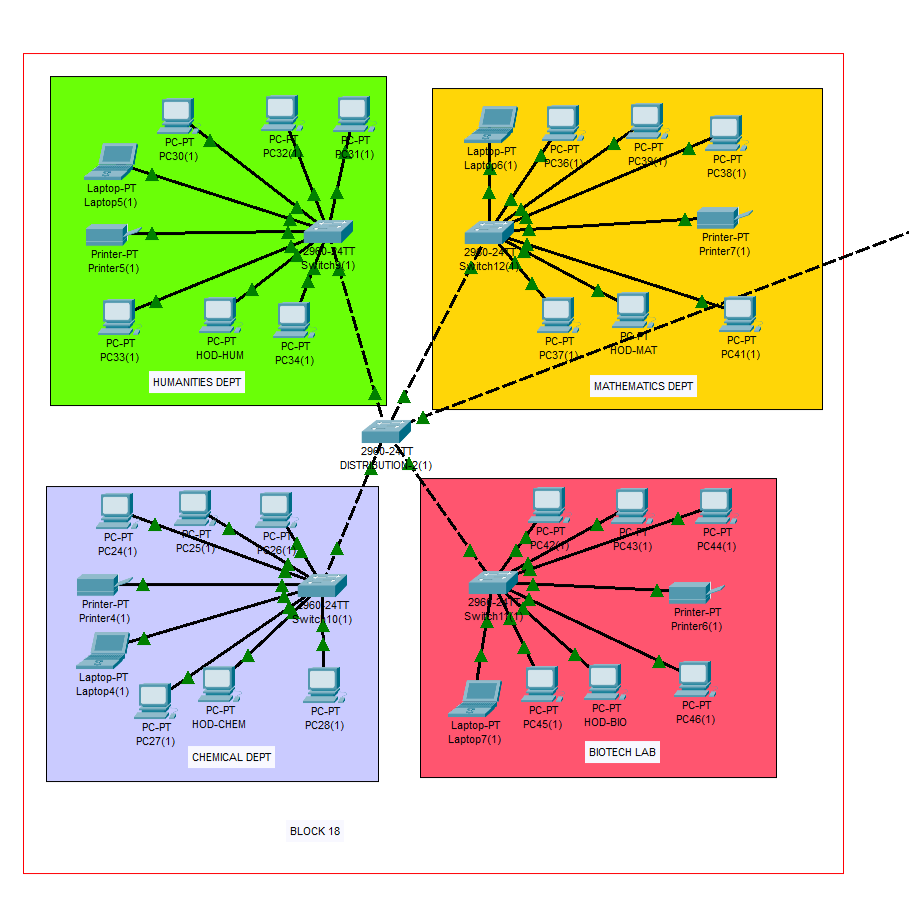 PC-PT
PC30(1)
PC-PT
PC32(1)
PC-PT
PC31(1)
Laptop-PT
Laptop5(1)
Printer-PT
Printer5(1)
2960-24TT
Switch9(1)
PC-PT
PC33(1)
PC-PT
HOD-HUM
PC-PT
PC34(1)
HUMANITIES DEPT
Laptop-PT
Laptop6(1)
PC-PT
PC36(1)
PC-PT
PC39(1)
PC-PT
PC38(1)
Printer-PT
Printer7(1)
2960-24TT
Switch12(1)
PC-PT
PC37(1)
PC-PT
HOD-MAT
PC-PT
PC41(1)
MATHEMATICS DEPT
2960-24TT
DISTRIBUTION-2(1)
PC-PT
PC24(1)
PC-PT
PC25(1)
PC-PT
PC26(1)
Printer-PT
Printer4(1)
2960-24TT
Switch10(1)
Laptop-PT
Laptop4(1)
PC-PT
PC27(1)
PC-PT
HOD-CHEM
PC-PT
PC28(1)
CHEMICAL DEPT
PC-PT
PC42(1)
PC-PT
PC43(1)
PC-PT
PC44(1)
2960-24TT
Switch11(1)
Printer-PT
Printer6(1)
Laptop-PT
Laptop7(1)
PC-PT
PC45(1)
PC-PT
HOD-BIO
PC-PT
PC46(1)
BIOTECH LAB
BLOCK 18